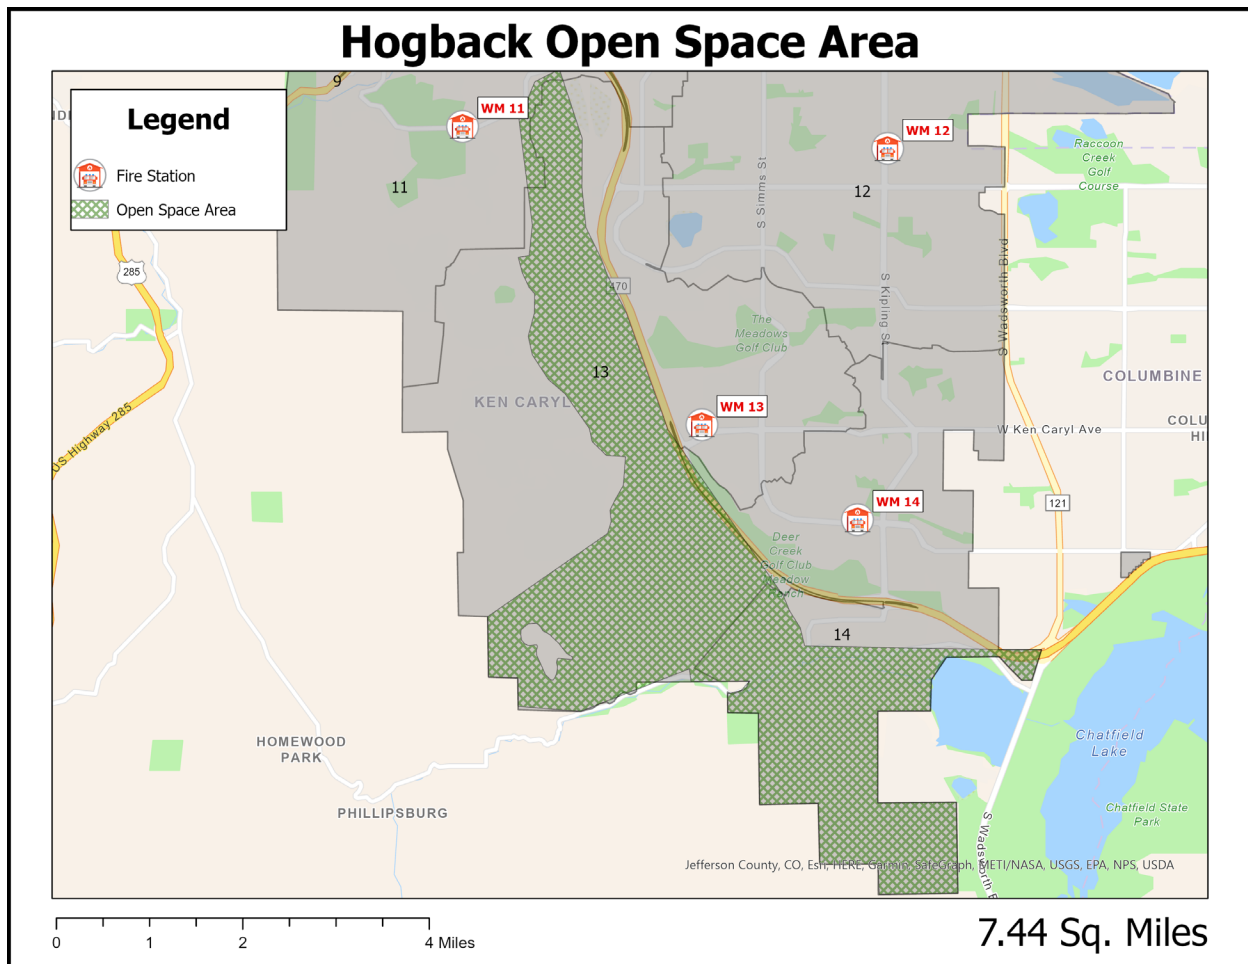 Hogback Open Space Area
9
Legend
Fire Station
Open Space Area
WM 11
WM 12
11
12
Raccoon
Creek
Golf
Course
S Simms St
285
470
S Kipling St
S Wadsworth Blvd
The
Meadows
Golf Club
13
KEN CARYL
COLUMBINE
WM 13
W Ken Caryl Ave
COLU
HI
US Highway 285
WM 14
121
Deer
Creek
Golf Club
Meadow
Ranch
14
HOMEWOOD
PARK
Chatfield
Lake
PHILLIPSBURG
Chatfield State
Park
S Wadsworth B
Jefferson County, CO, Esri, HERE, Garmin, SafeGraph, METI/NASA, USGS, EPA, NPS, USDA
0 1 2 4 Miles
7.44 Sq. Miles